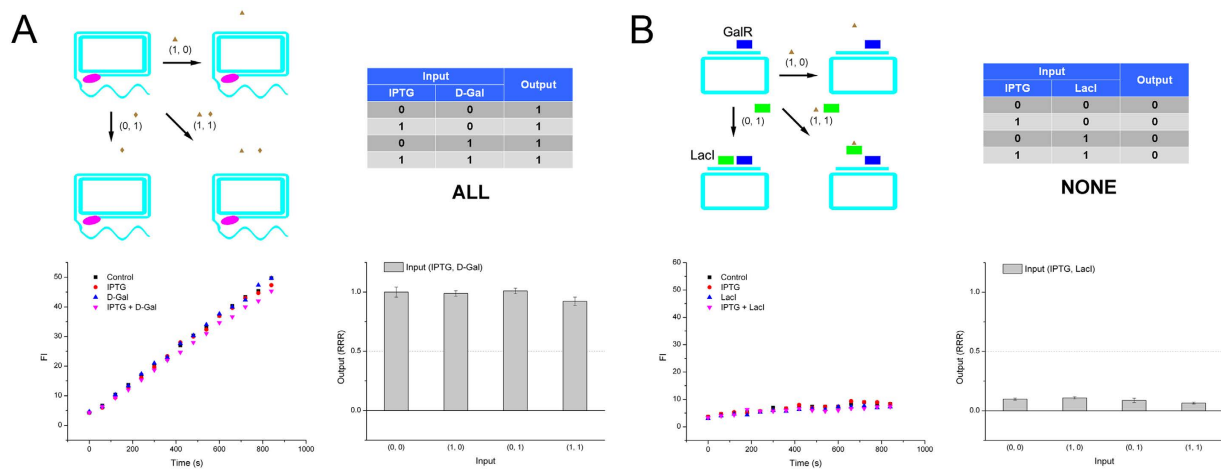 A
(1, 0)
(0, 1)
(1, 1)
Input Output
IPTG D-Gal
0 0 1
1 0 1
0 1 1
1 1 1
ALL
Control
IPTG
D-Gal
IPTG + D-Gal
FI
50
40
30
20
10
0
0 200 400 600 800 1000
Time (s)
Input (IPTG, D-Gal)
Output (RRR)
1.0
0.5
0.0
(0, 0) (1, 0) (0, 1) (1, 1)
Input
B
GalR
(1, 0)
(0, 1)
(1, 1)
LacI
Input Output
IPTG LacI
0 0 0
1 0 0
0 1 0
1 1 0
NONE
Control
IPTG
LacI
IPTG + LacI
FI
60
50
40
30
20
10
0
0 200 400 600 800 1000
Time (s)
Input (IPTG, LacI)
Output (RRR)
1.0
0.5
0.0
(0, 0) (1, 0) (0, 1) (1, 1)
Input